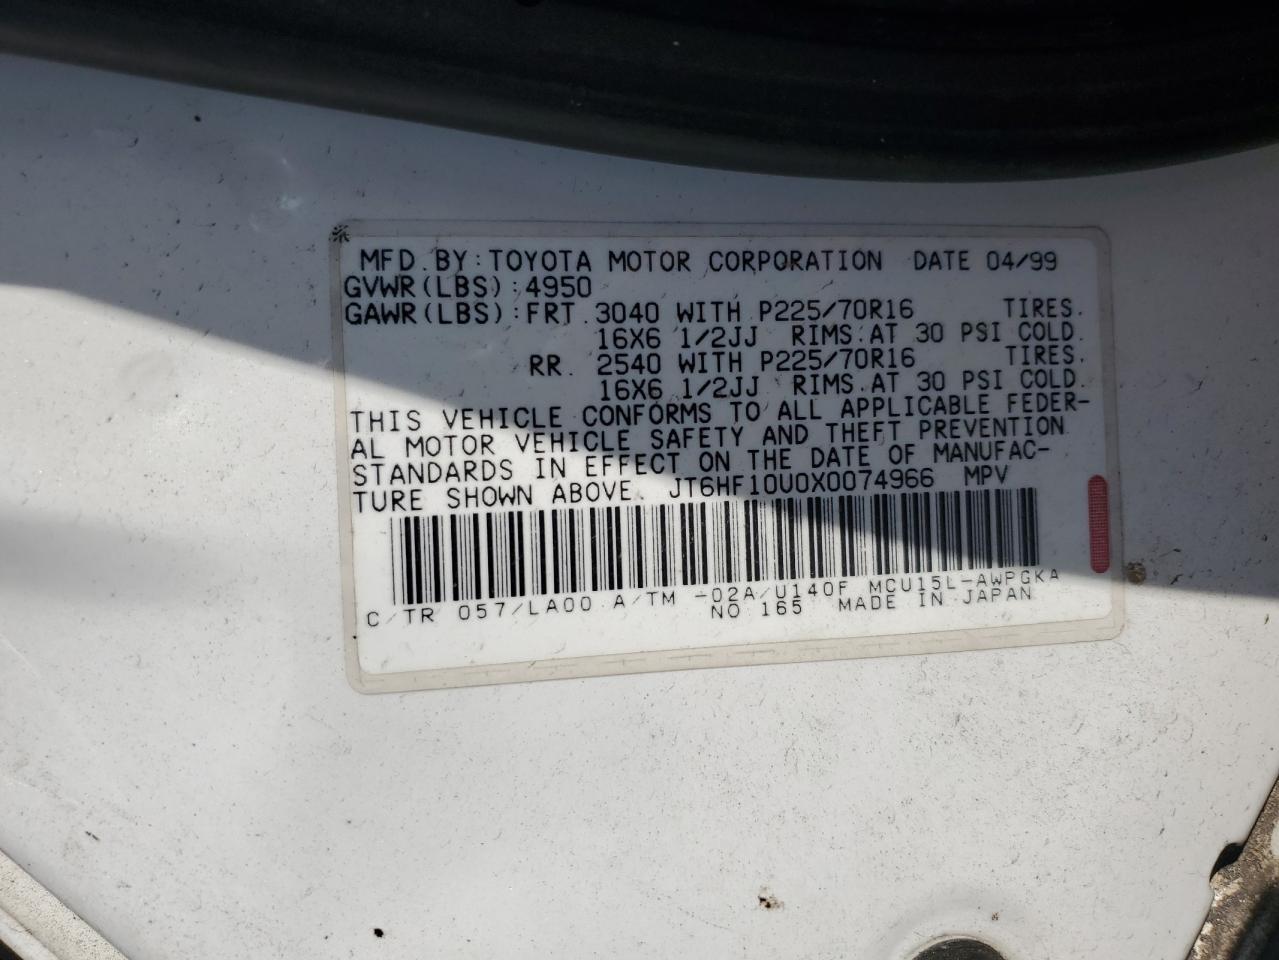 MFD. BY: TOYOTA MOTOR CORPORATION DATE 04/99
GVWR(LBS): 4950
GAWR(LBS): FRT. 3040 WITH P225/70R16 TIRES.
16X6 1/2JJ RIMS. AT 30 PSI COLD.
RR. 2540 WITH P225/70R16 TIRES.
16X6 1/2JJ RIMS. AT 30 PSI COLD.
THIS VEHICLE CONFORMS TO ALL APPLICABLE FEDER-
AL MOTOR VEHICLE SAFETY AND THEFT PREVENTION
STANDARDS IN EFFECT ON THE DATE OF MANUFAC-
TURE SHOWN ABOVE. JT6HF10U0X0074966 MPV
C/TR 057/LA00 A/TM -02A/U140F MCU15L-AWPGKA
NO 165 MADE IN JAPAN